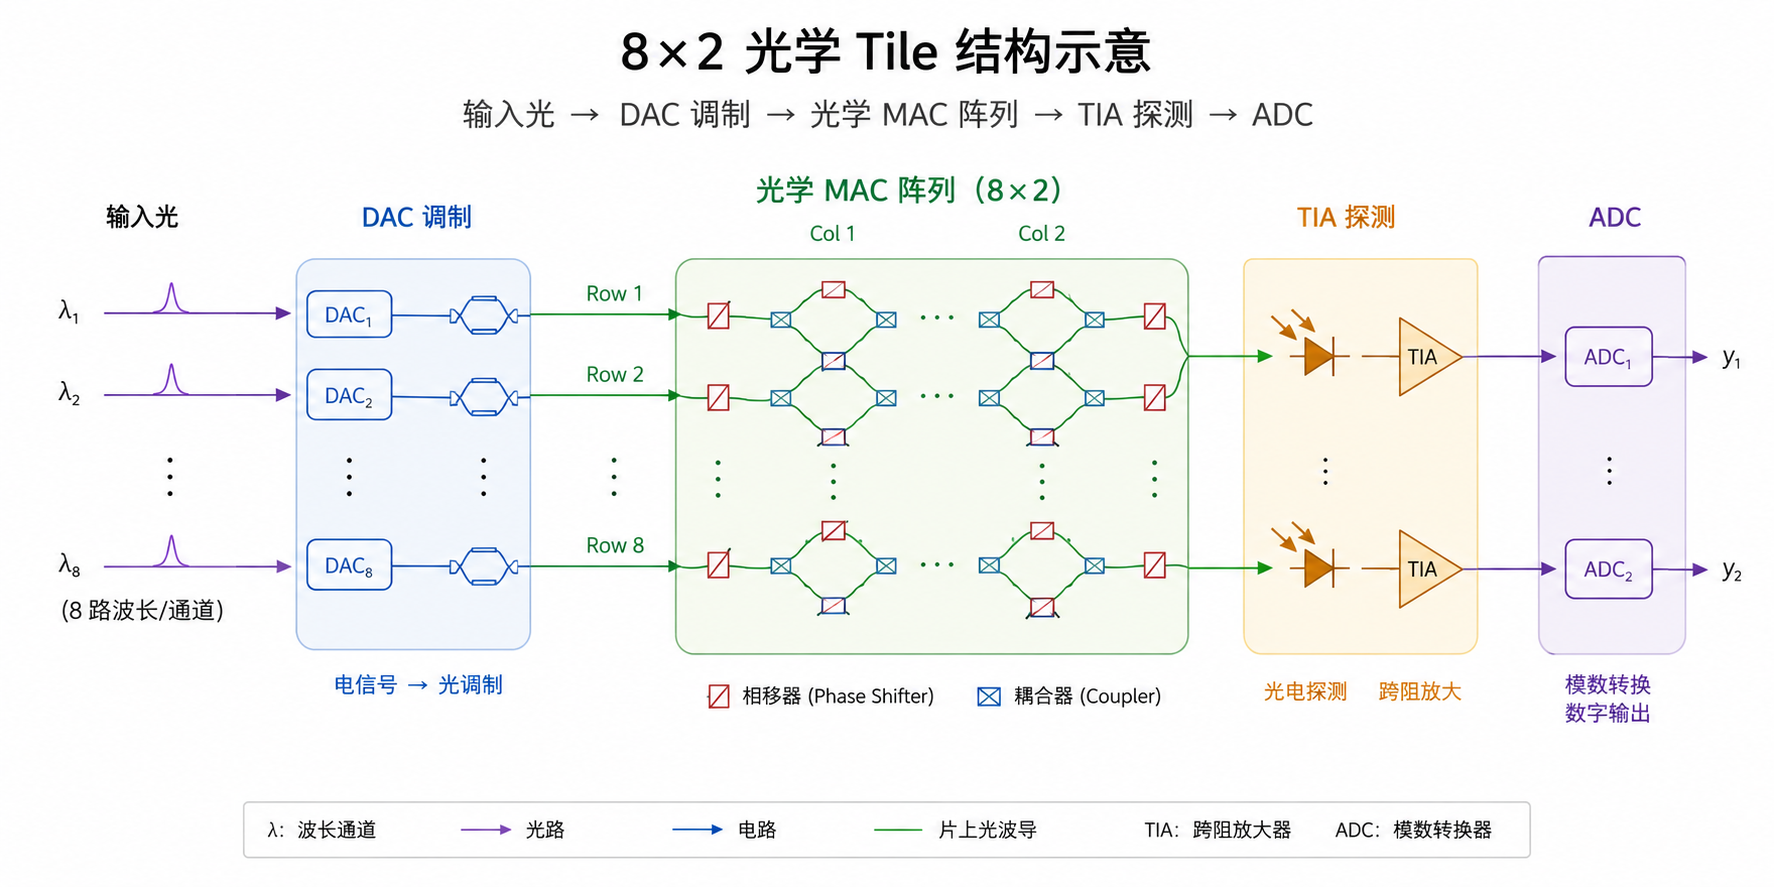 8×2 光学 Tile 结构示意
输入光 → DAC 调制 → 光学 MAC 阵列 → TIA 探测 → ADC
输入光
DAC 调制
光学 MAC 阵列（8×2）
Col 1
Col 2
TIA 探测
ADC
λ₁
DAC₁
Row 1
λ₂
DAC₂
Row 2
TIA
ADC₁
y₁
λ₈
DAC₈
Row 8
TIA
ADC₂
y₂
(8 路波长/通道)
电信号 → 光调制
相移器 (Phase Shifter)
耦合器 (Coupler)
光电探测
跨阻放大
模数转换
数字输出
λ: 波长通道
光路
电路
片上光波导
TIA: 跨阻放大器
ADC: 模数转换器